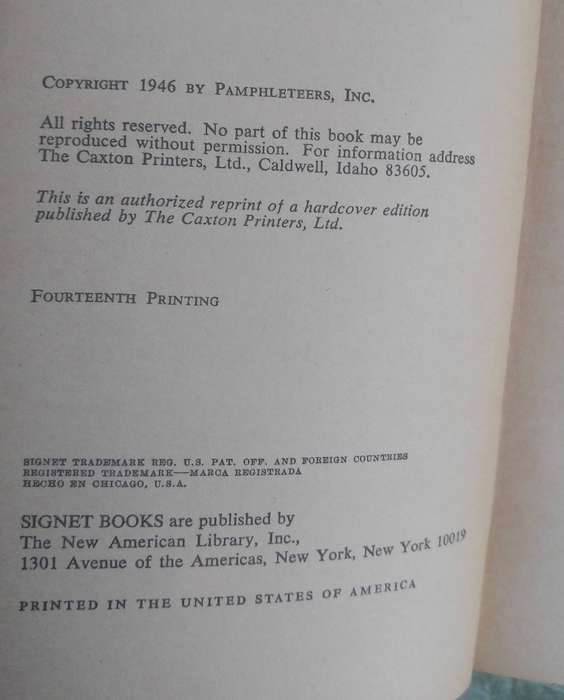 COPYRIGHT 1946 BY PAMPHLETEERS, INC.
All rights reserved. No part of this book may be
reproduced without permission. For information address
The Caxton Printers, Ltd., Caldwell, Idaho 83605.
This is an authorized reprint of a hardcover edition
published by The Caxton Printers, Ltd.
FOURTEENTH PRINTING
SIGNET TRADEMARK REG. U.S. PAT. OFF. AND FOREIGN COUNTRIES
REGISTERED TRADEMARK—MARCA REGISTRADA
HECHO EN CHICAGO, U.S.A.
SIGNET BOOKS are published by
The New American Library, Inc.,
1301 Avenue of the Americas, New York, New York 10019
PRINTED IN THE UNITED STATES OF AMERICA